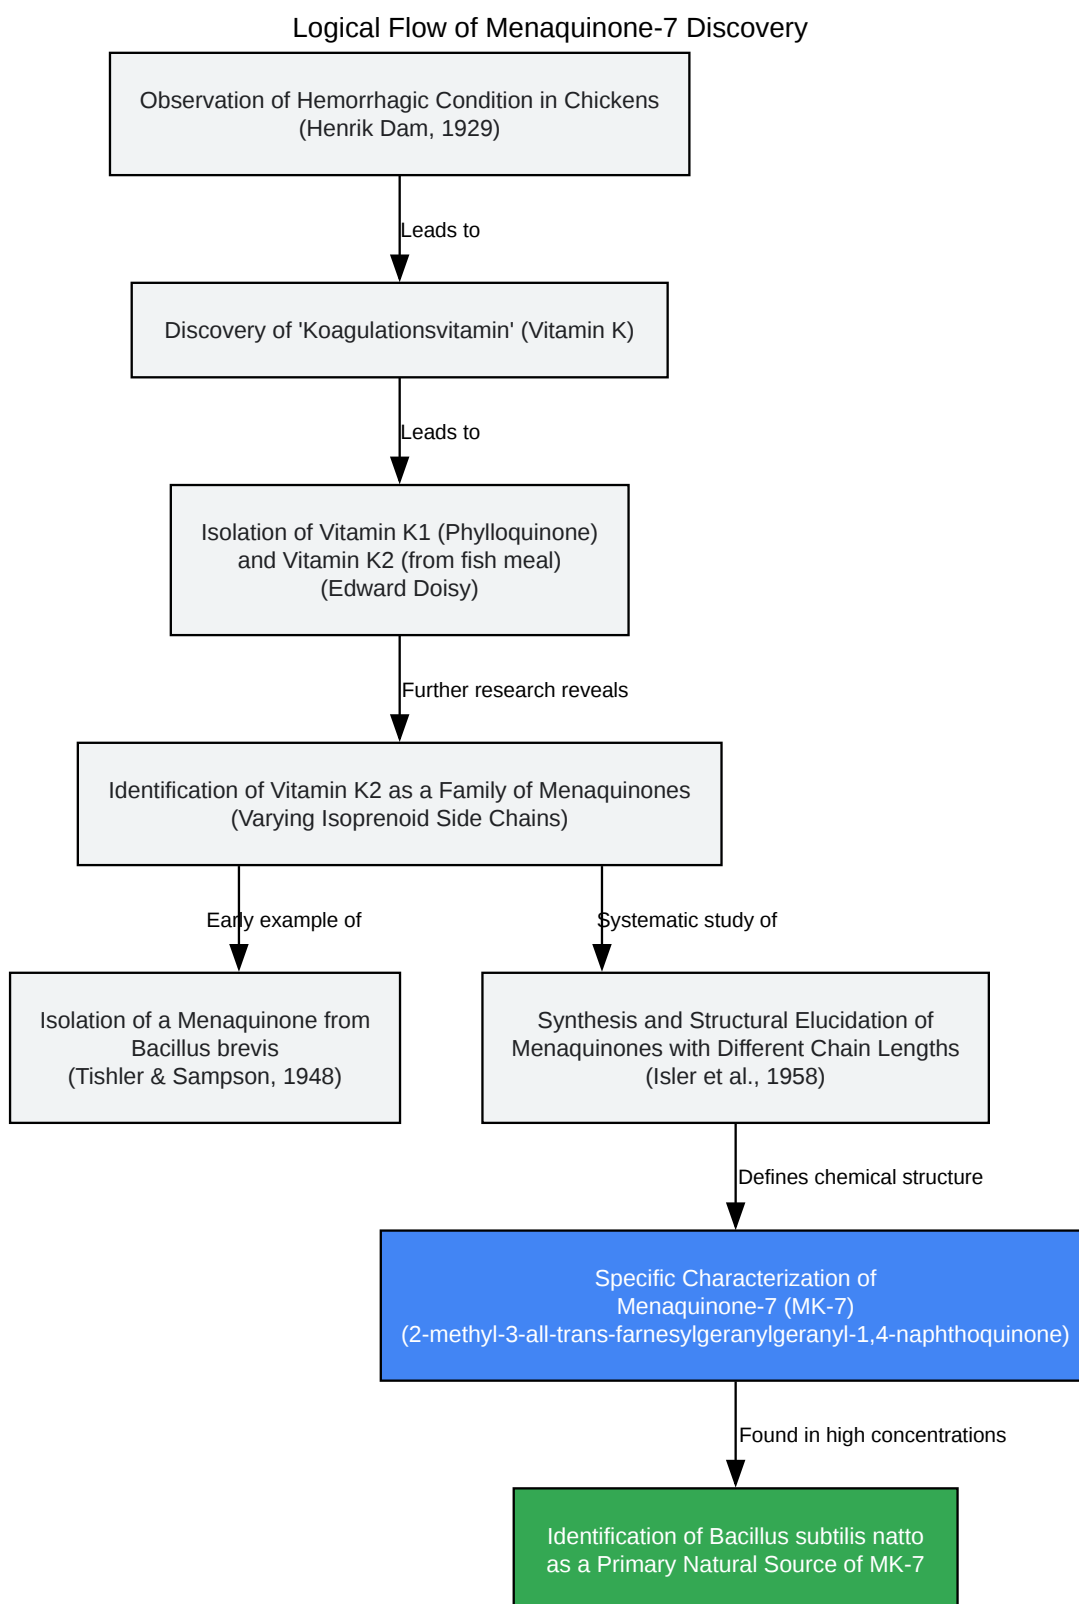 Logical Flow of Menaquinone-7 Discovery
Observation of Hemorrhagic Condition in Chickens
(Henrik Dam, 1929)
Leads to
Discovery of 'Koagulationsvitamin' (Vitamin K)
Leads to
Isolation of Vitamin K1 (Phylloquinone)
and Vitamin K2 (from fish meal)
(Edward Doisy)
Further research reveals
Identification of Vitamin K2 as a Family of Menaquinones
(Varying Isoprenoid Side Chains)
Early example of
Systematic study of
Isolation of a Menaquinone from
Bacillus brevis
(Tishler & Sampson, 1948)
Synthesis and Structural Elucidation of
Menaquinones with Different Chain Lengths
(Isler et al., 1958)
Defines chemical structure
Specific Characterization of
Menaquinone-7 (MK-7)
(2-methyl-3-all-trans-farnesylgeranylgeranyl-1,4-naphthoquinone)
Found in high concentrations
Identification of Bacillus subtilis natto
as a Primary Natural Source of MK-7